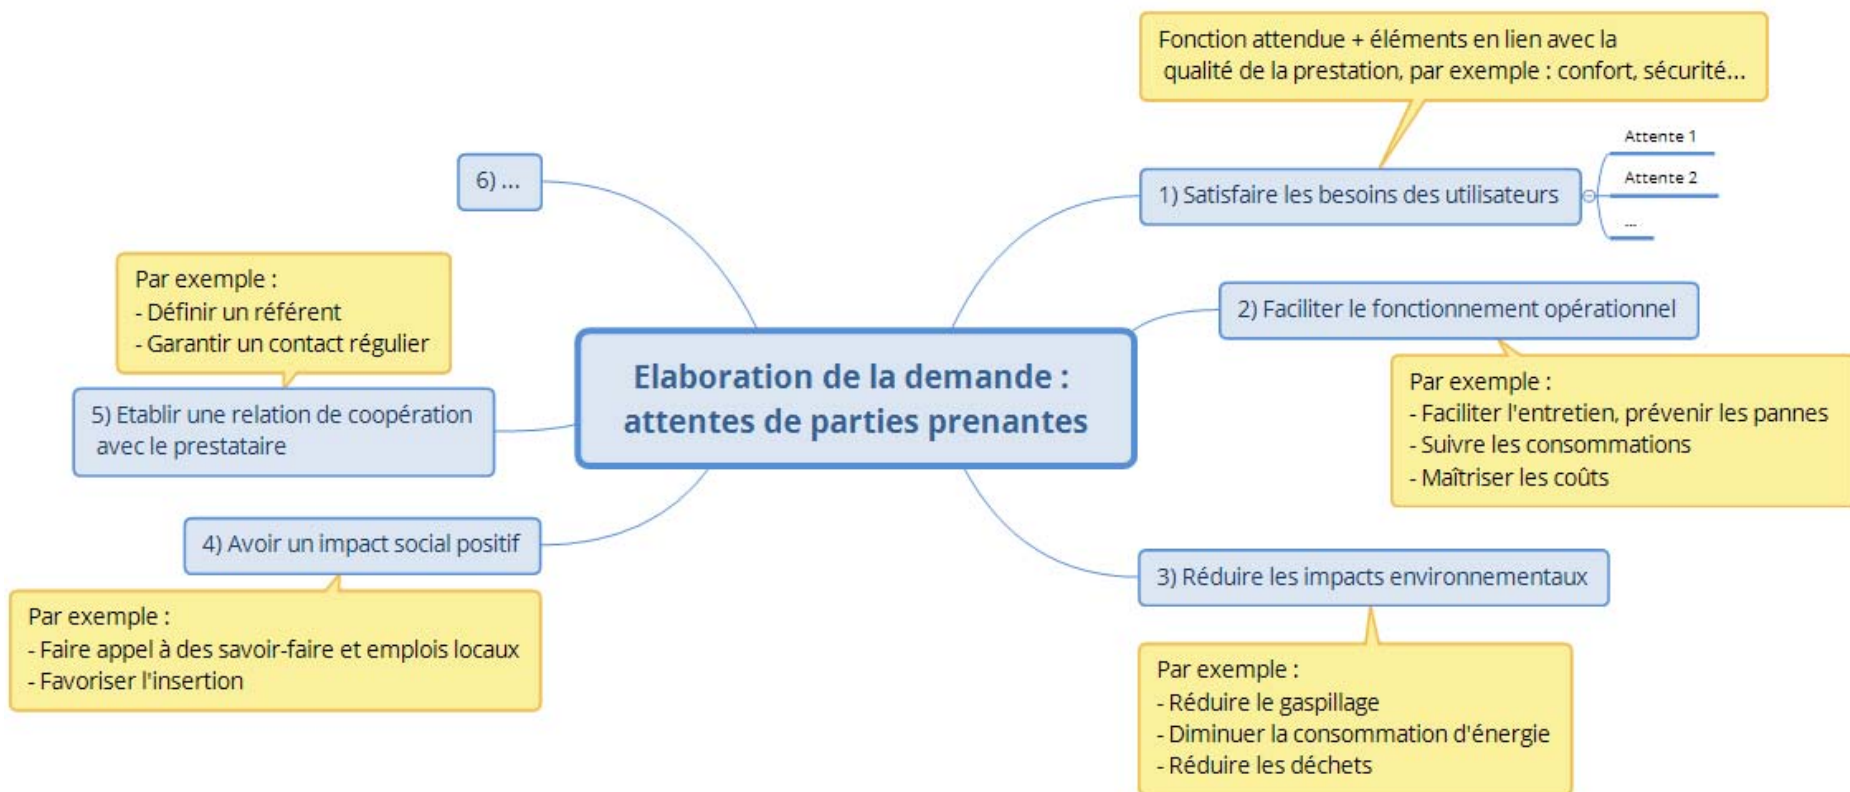 Elaboration de la demande :
attentes de parties prenantes
Fonction attendue + éléments en lien avec la
qualité de la prestation, par exemple : confort, sécurité...
1) Satisfaire les besoins des utilisateurs
Attente 1
Attente 2
...
2) Faciliter le fonctionnement opérationnel
Par exemple :
- Faciliter l'entretien, prévenir les pannes
- Suivre les consommations
- Maîtriser les coûts
3) Réduire les impacts environnementaux
Par exemple :
- Réduire le gaspillage
- Diminuer la consommation d'énergie
- Réduire les déchets
4) Avoir un impact social positif
Par exemple :
- Faire appel à des savoir-faire et emplois locaux
- Favoriser l'insertion
5) Etablir une relation de coopération
avec le prestataire
Par exemple :
- Définir un référent
- Garantir un contact régulier
6) ...